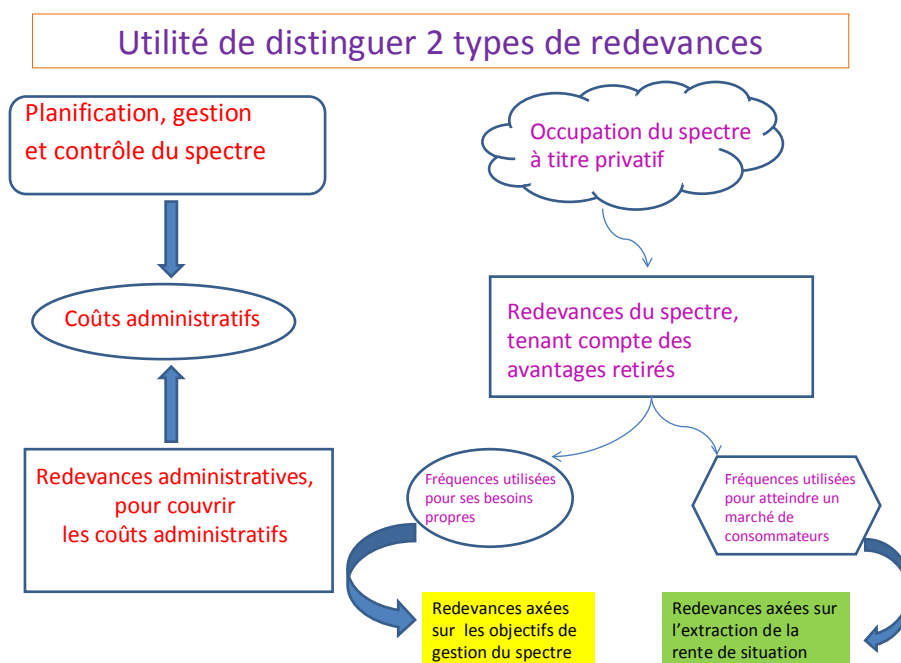 Utilité de distinguer 2 types de redevances
Planification, gestion
et contrôle du spectre
Coûts administratifs
Redevances administratives,
pour couvrir
les coûts administratifs
Occupation du spectre
à titre privatif
Redevances du spectre,
tenant compte des
avantages retirés
Fréquences utilisées
pour ses besoins
propres
Fréquences utilisées
pour atteindre un
marché de
consommateurs
Redevances axées
sur les objectifs de
gestion du spectre
Redevances axées sur
l'extraction de la
rente de situation